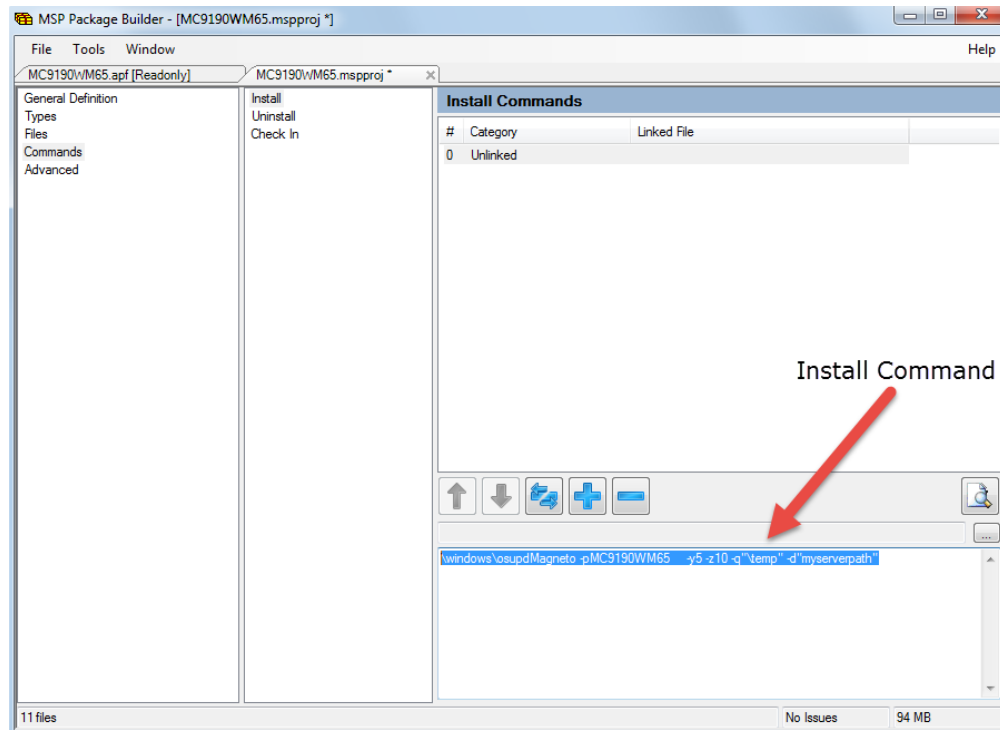 MSP Package Builder - [MC9190WM65.mspproj *]
File Tools Window Help
MC9190WM65.apf [Readonly] MC9190WM65.mspproj *
General Definition
Types
Files
Commands
Advanced
Install
Uninstall
Check In
Install Commands
# Category Linked File
0 Unlinked
Install Command
...
\windows\osupdMagneto -pMC9190WM65 -y5 -z10 -q"\temp" -d"myserverpath"
11 files No Issues 94 MB